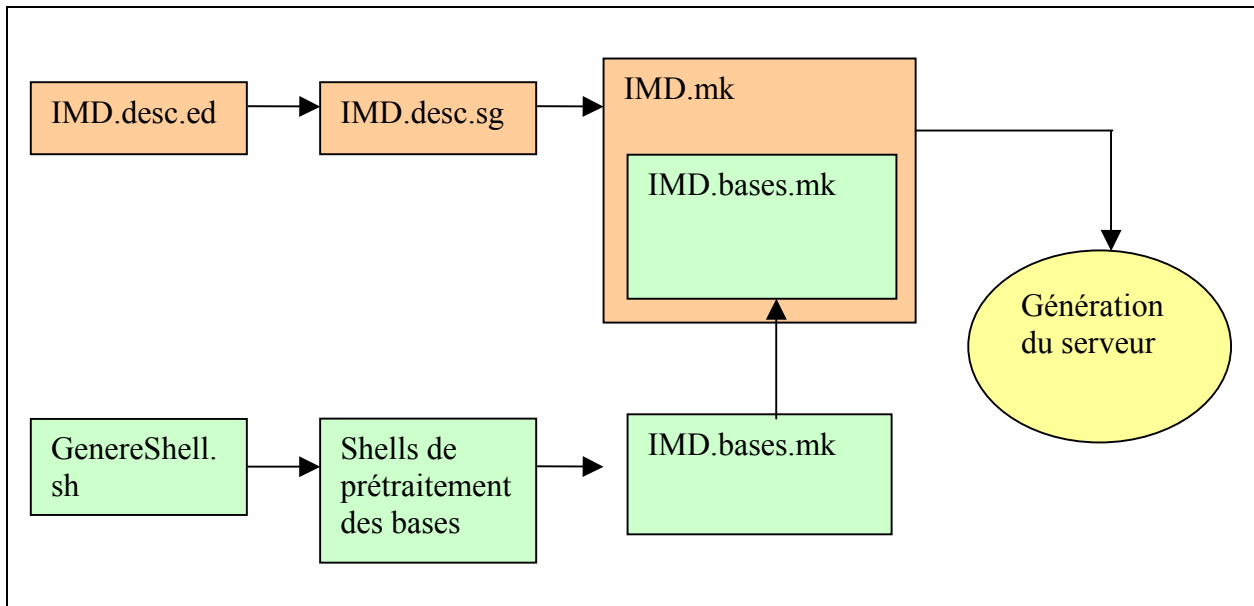 IMD.desc.ed
IMD.desc.sg
IMD.mk
IMD.bases.mk
Génération
du serveur
GenereShell.
sh
Shells de
prétraitement
des bases
IMD.bases.mk